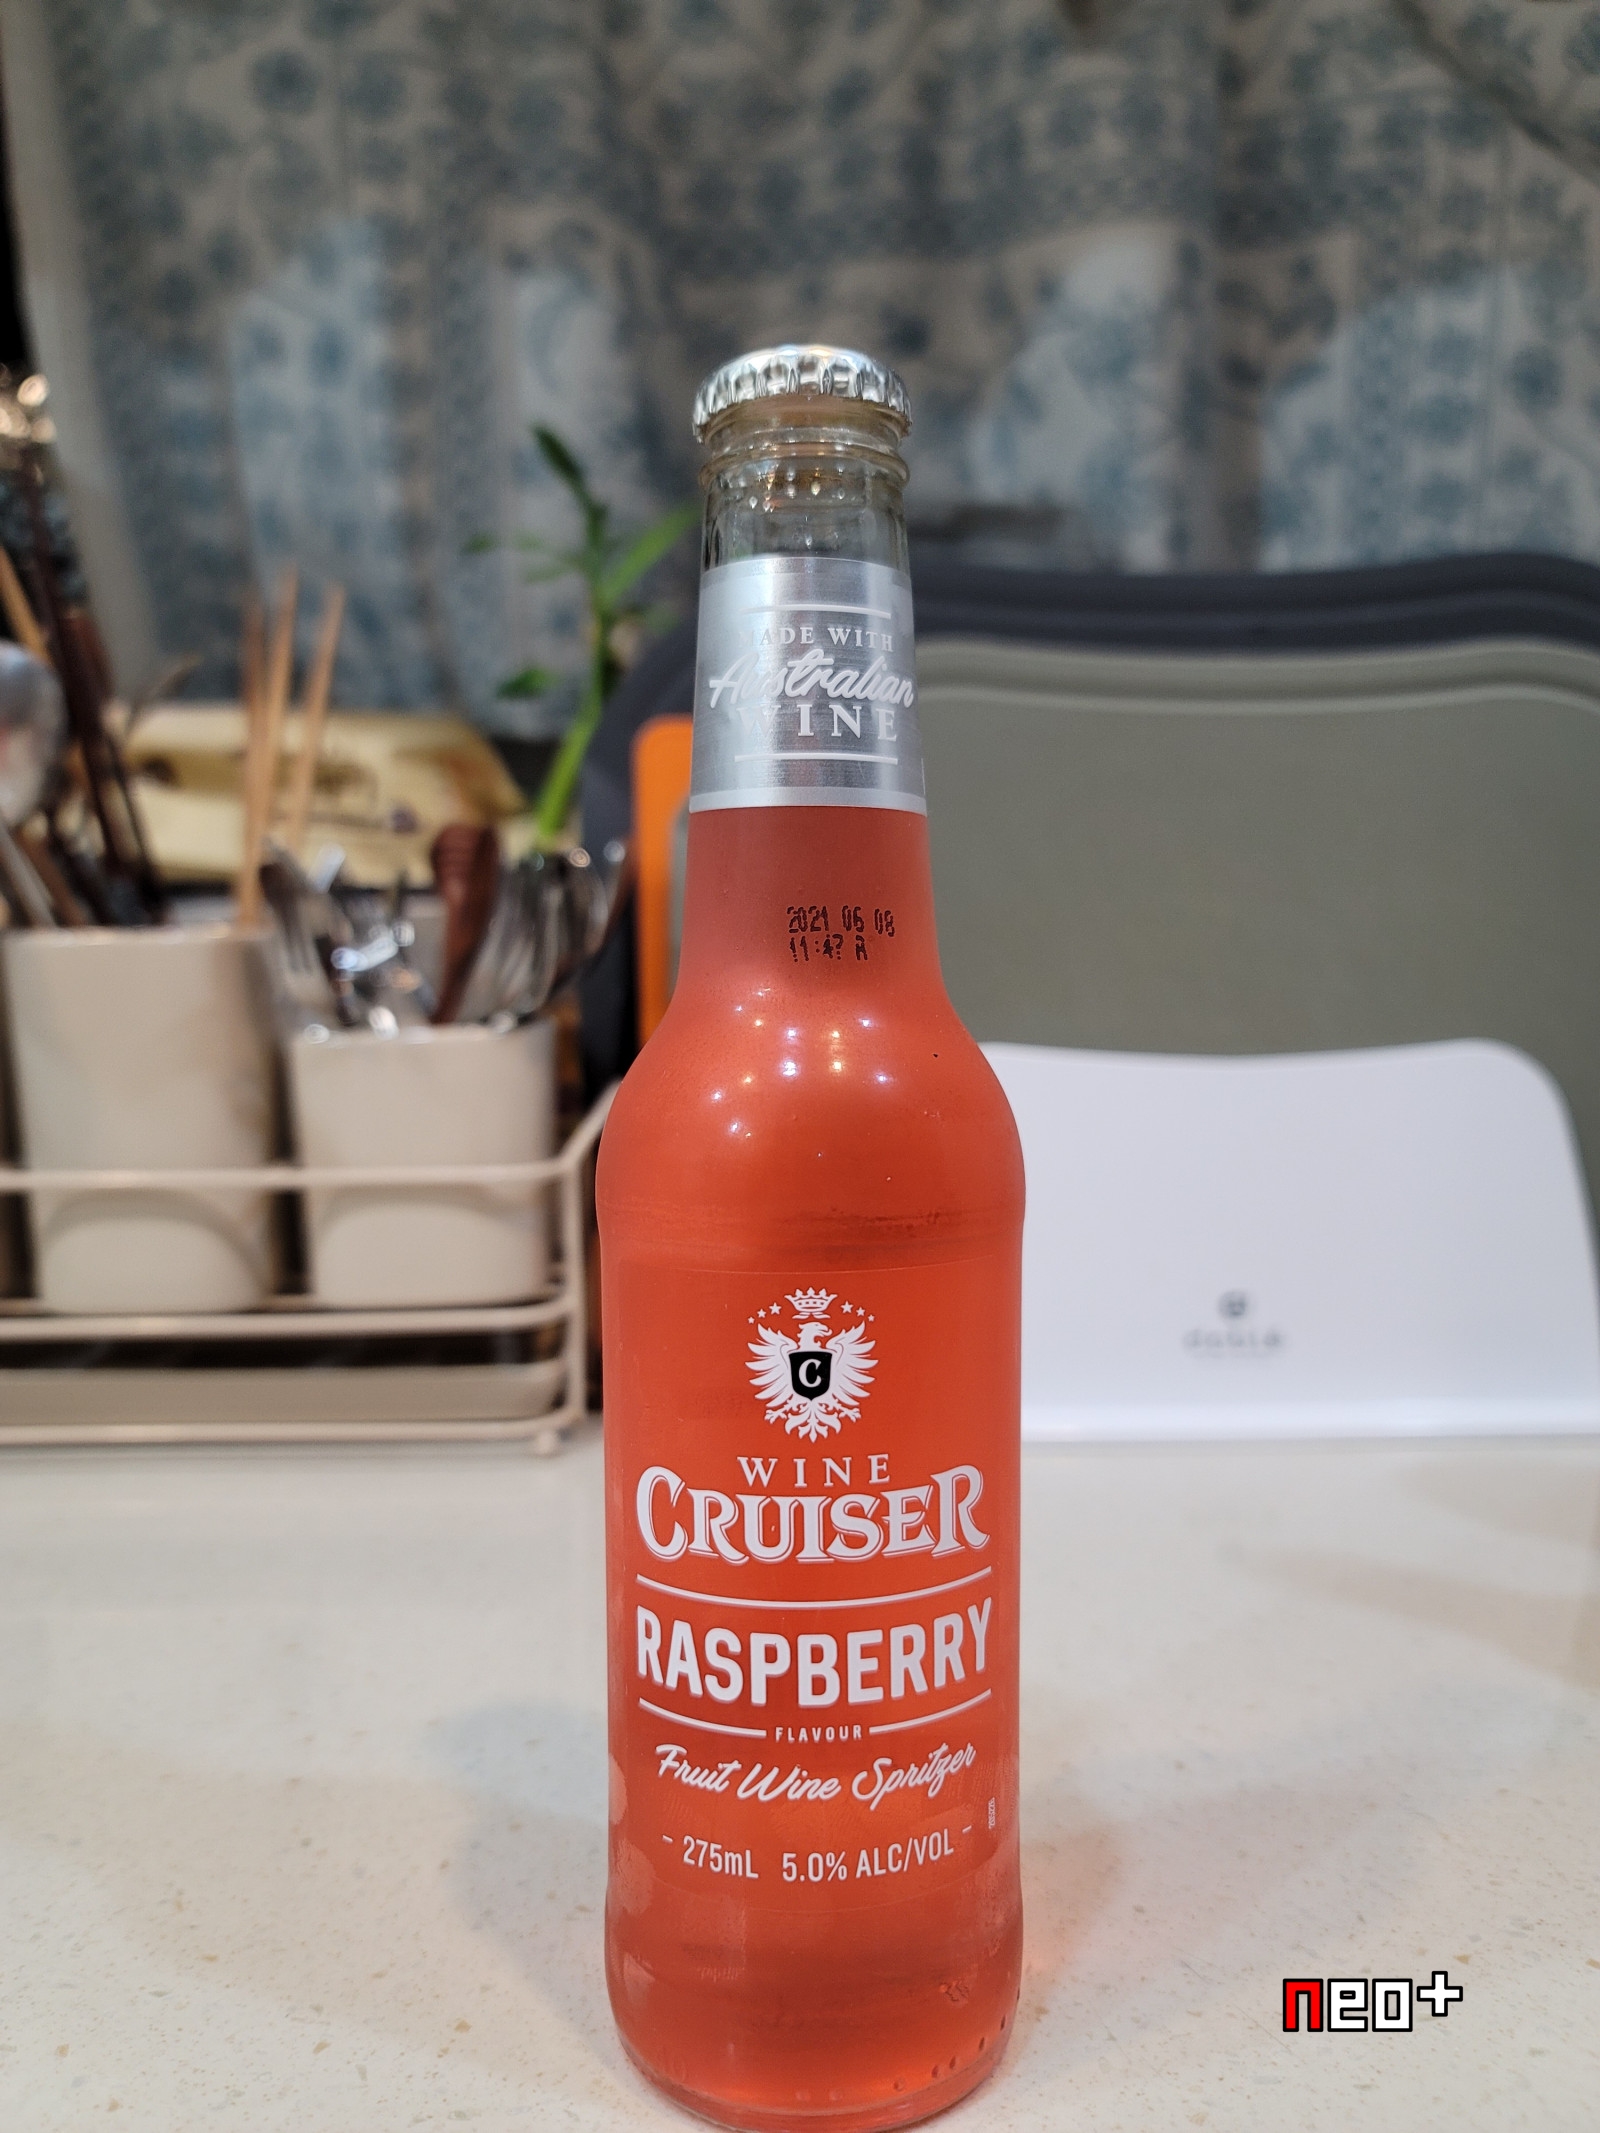 MADE WITH
Australian
WINE
2021 06 08
11:47 A
C
WINE
CRUISER
RASPBERRY
FLAVOUR
Fruit Wine Spritzer
- 275mL 5.0% ALC/VOL -
neo+